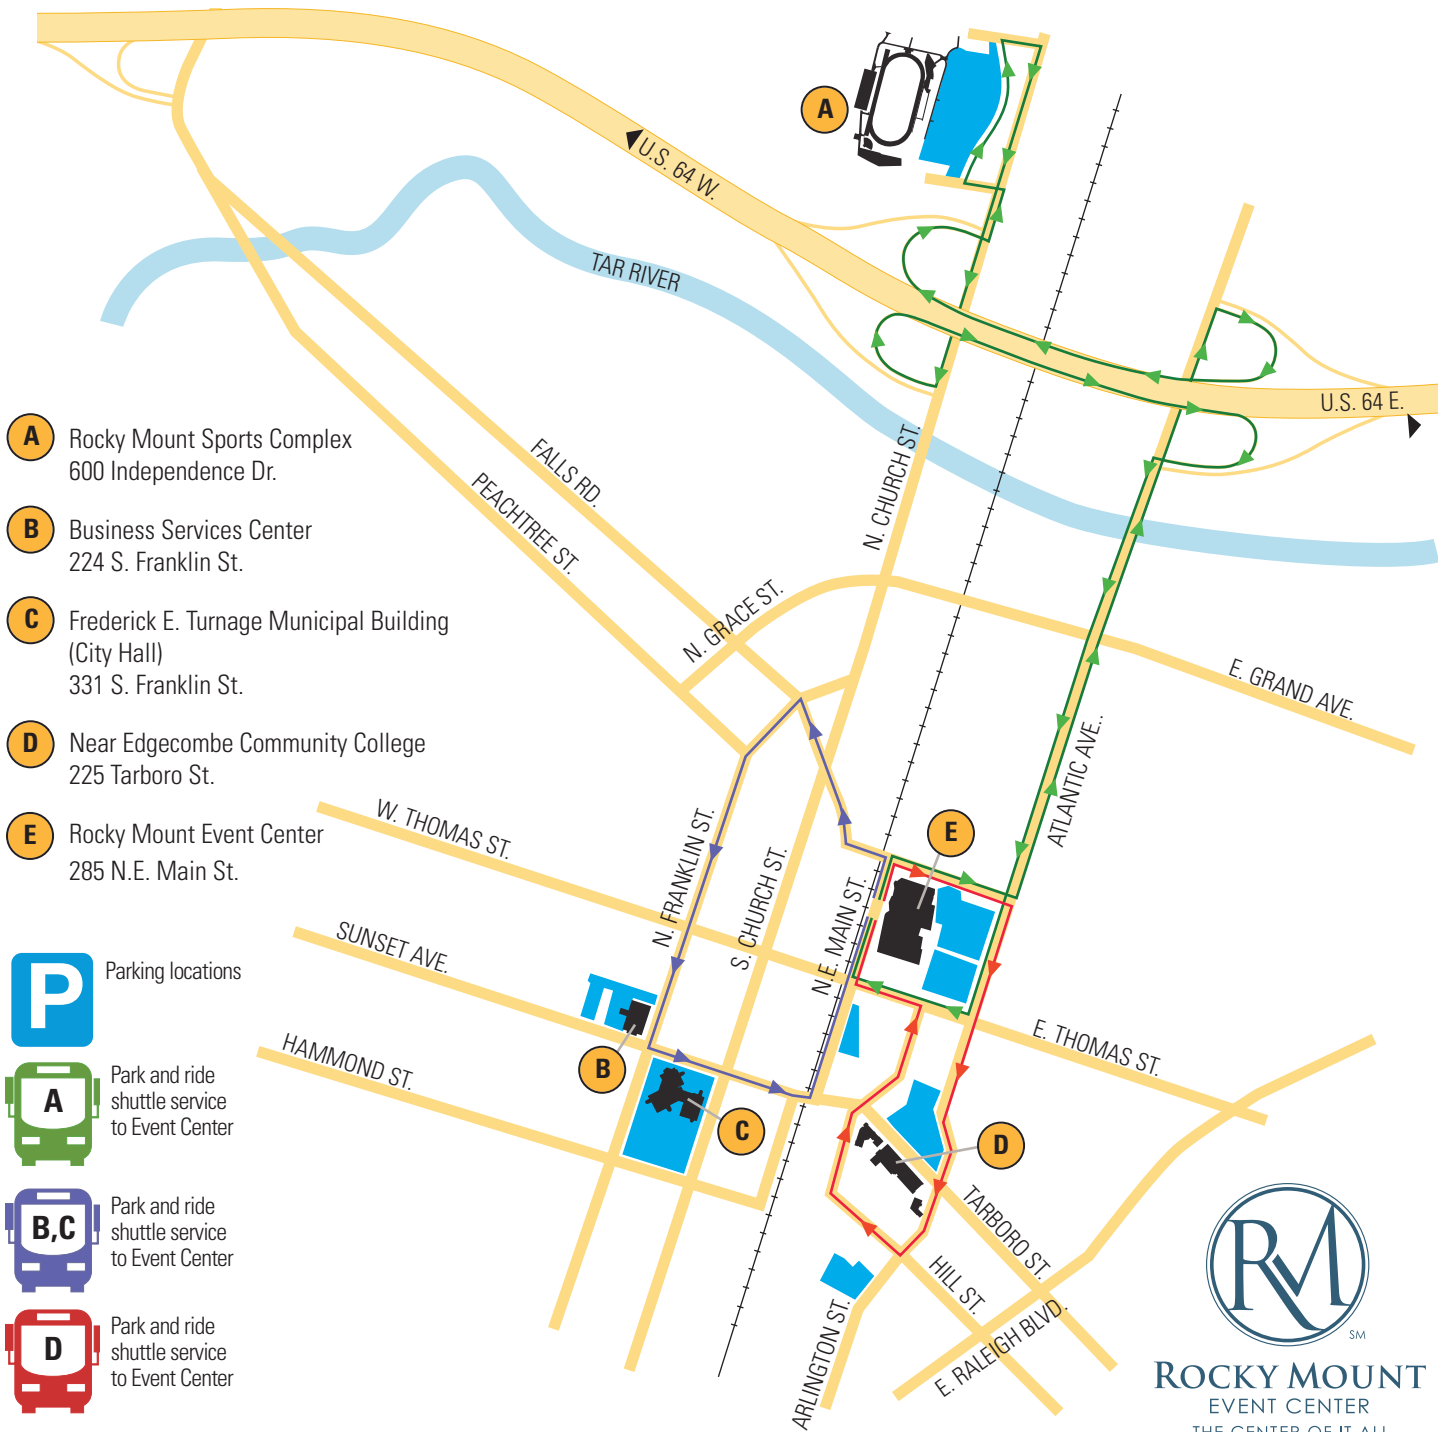 A
U.S. 64 W.
TAR RIVER
U.S. 64 E.
A
Rocky Mount Sports Complex
600 Independence Dr.
B
Business Services Center
224 S. Franklin St.
C
Frederick E. Turnage Municipal Building
(City Hall)
331 S. Franklin St.
D
Near Edgecombe Community College
225 Tarboro St.
E
Rocky Mount Event Center
285 N.E. Main St.
FALLS RD.
PEACHTREE ST.
N. CHURCH ST.
N. GRACE ST.
E. GRAND AVE.
ATLANTIC AVE..
W. THOMAS ST.
N. FRANKLIN ST.
S. CHURCH ST.
N.E. MAIN ST.
E
SUNSET AVE.
HAMMOND ST.
E. THOMAS ST.
B
C
D
TARBORO ST.
HILL ST.
E. RALEIGH BLVD.
ARLINGTON ST.
P
Parking locations
A
Park and ride
shuttle service
to Event Center
B,C
Park and ride
shuttle service
to Event Center
D
Park and ride
shuttle service
to Event Center
RM
SM
ROCKY MOUNT
EVENT CENTER
THE CENTER OF IT ALL